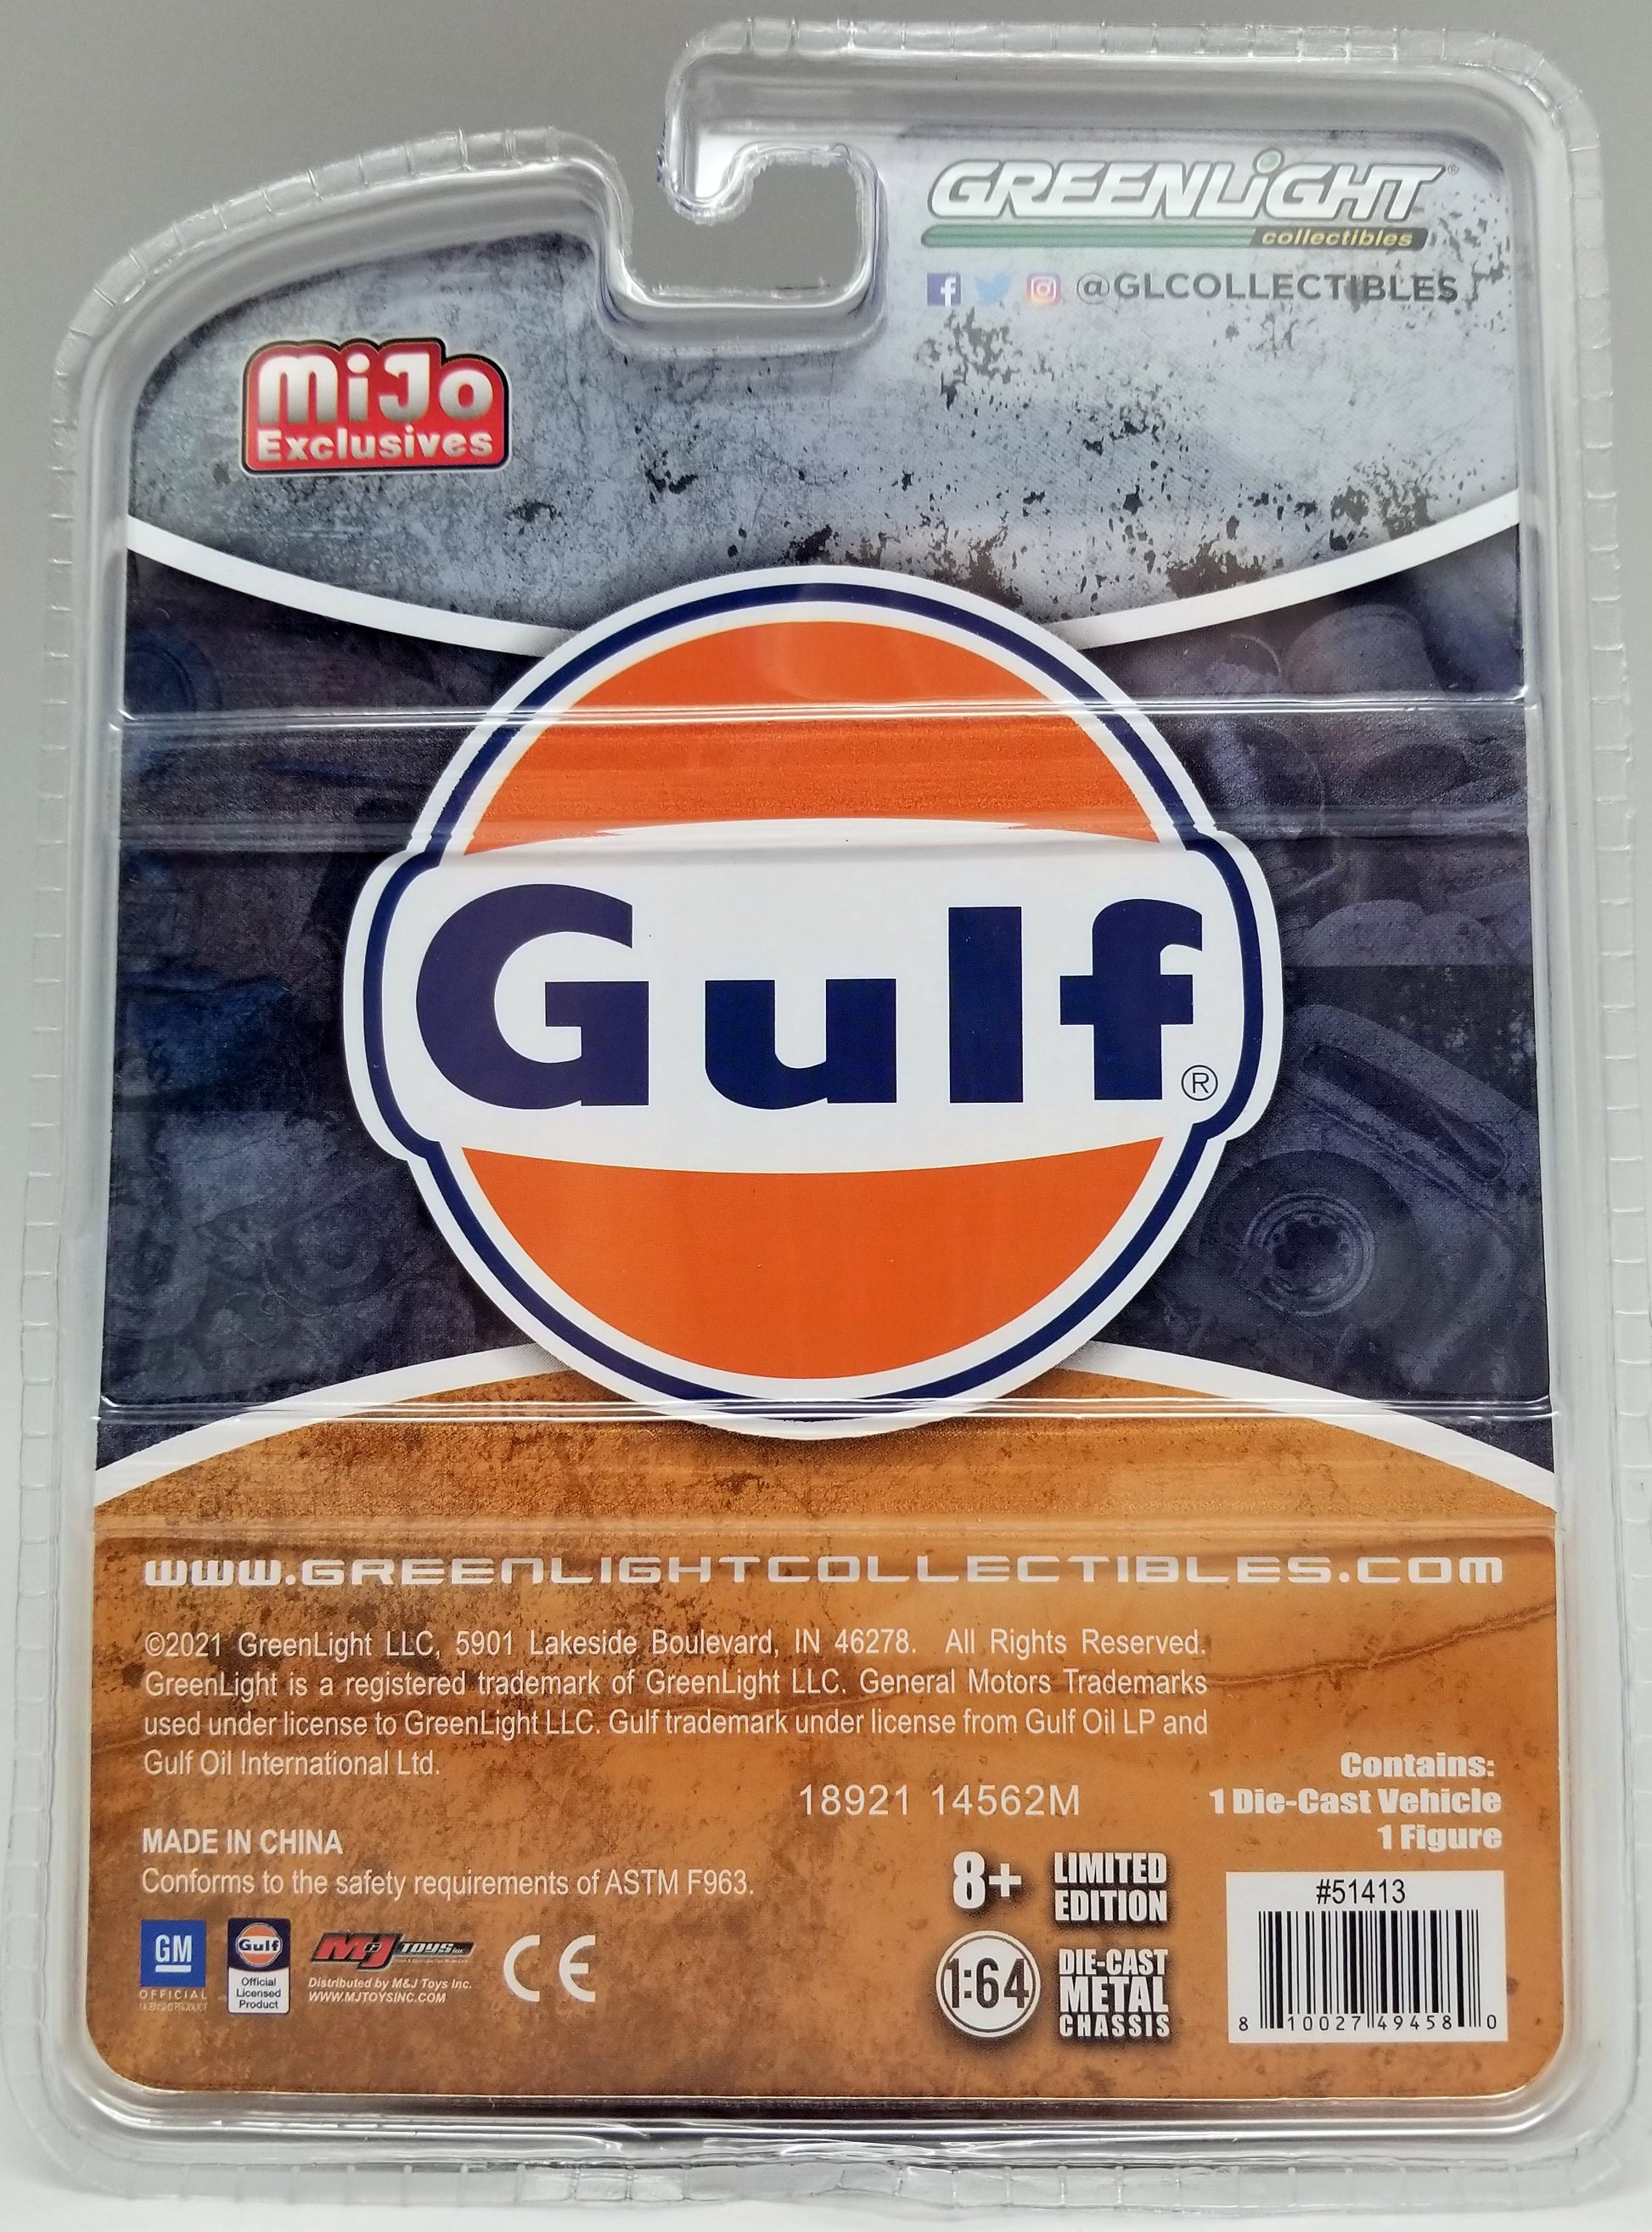 GREENLiGHT®
collectibles
@GLCOLLECTIBLES
MiJo
Exclusives
Gulf®
www.GREENLIGHTCOLLECTIBLES.COM
©2021 GreenLight LLC, 5901 Lakeside Boulevard, IN 46278. All Rights Reserved.
GreenLight is a registered trademark of GreenLight LLC. General Motors Trademarks
used under license to GreenLight LLC. Gulf trademark under license from Gulf Oil LP and
Gulf Oil International Ltd.
18921 14562M
Contains:
1 Die-Cast Vehicle
1 Figure
MADE IN CHINA
Conforms to the safety requirements of ASTM F963.
8+
LIMITED
EDITION
1:64
DIE-CAST
METAL
CHASSIS
#51413
8 10027 49458 0
GM
OFFICIAL
LICENSED PRODUCT
Gulf
Official
Licensed
Product
M&J TOYS INC.
Distributed by M&J Toys Inc.
WWW.MJTOYSINC.COM
CE